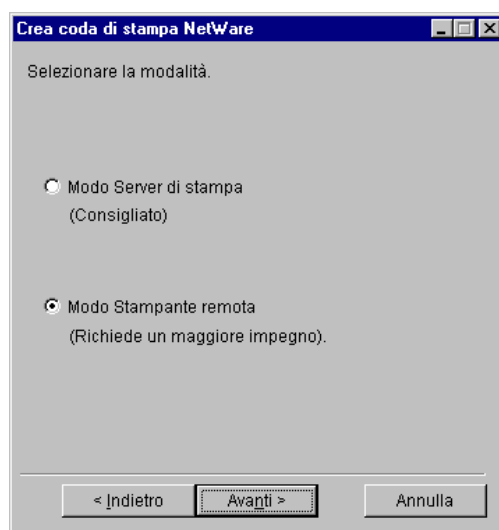 Crea coda di stampa NetWare
Selezionare la modalità.
Modo Server di stampa
(Consigliato)
Modo Stampante remota
(Richiede un maggiore impegno).
< Indietro
Avanti >
Annulla